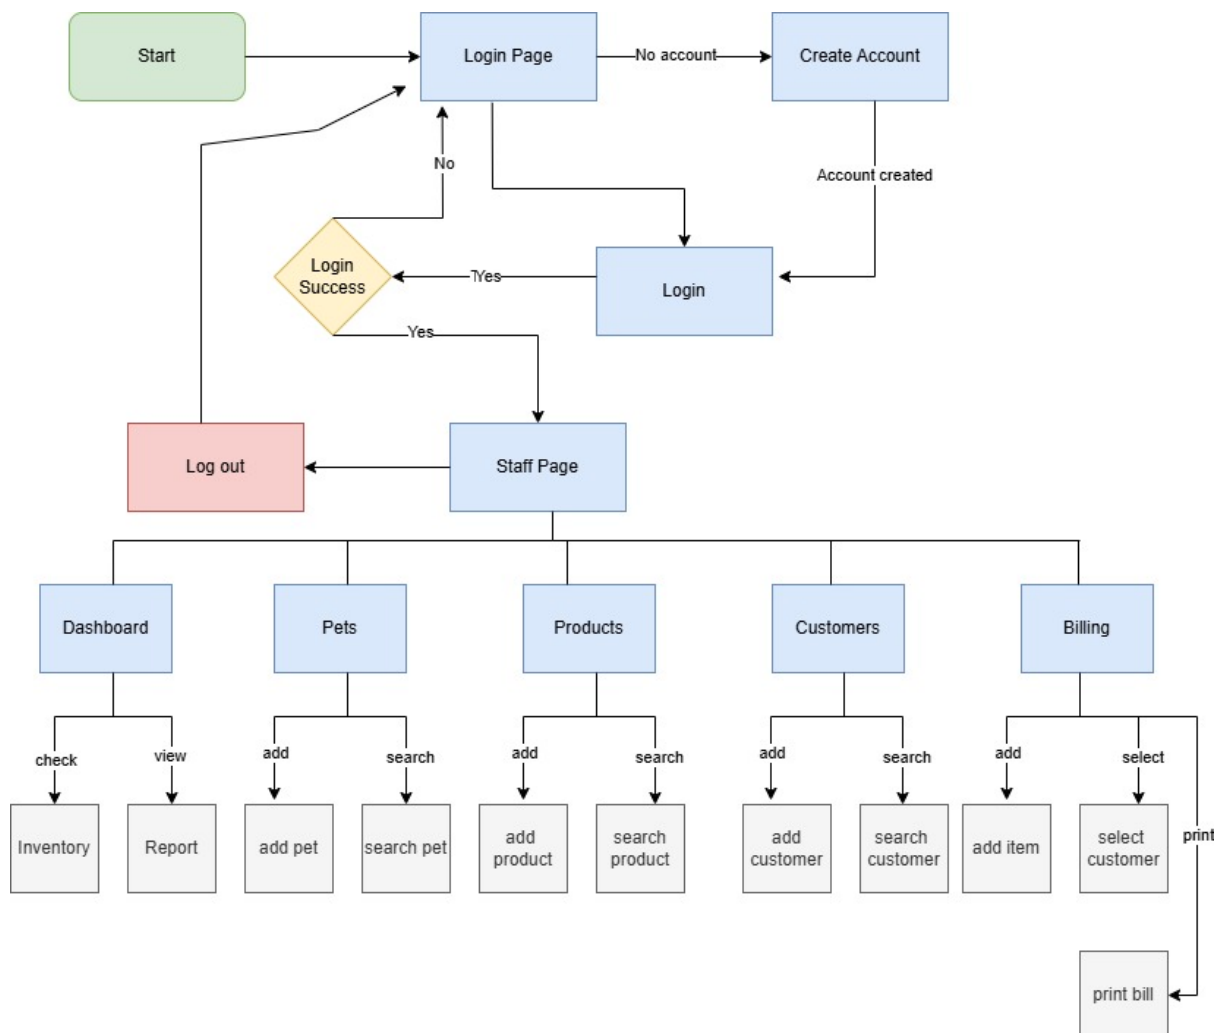 Start
Login Page
No account
Create Account
No
Account created
Login
Success
TYes
Login
Yes
Log out
Staff Page
Dashboard
Pets
Products
Customers
Billing
check
view
add
search
add
search
add
search
add
select
print
Inventory
Report
add pet
search pet
add
product
search
product
add
customer
search
customer
add item
select
customer
print bill